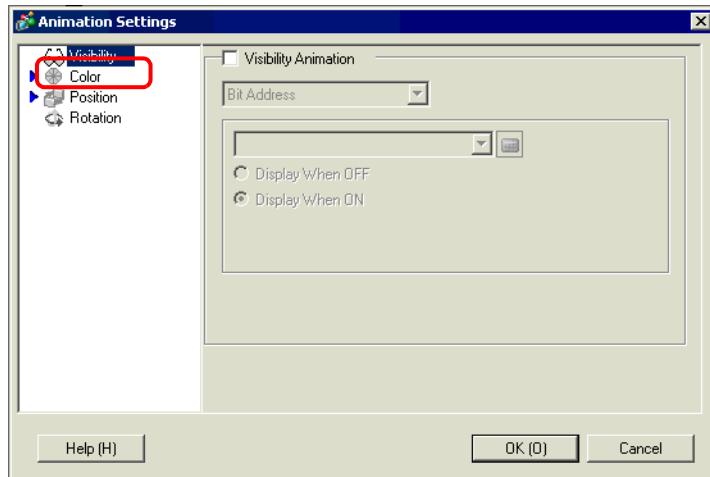 Animation Settings
Visibility
Color
Position
Rotation
Visibility Animation
Bit Address
Display When OFF
Display When ON
Help (H)
OK (O)
Cancel